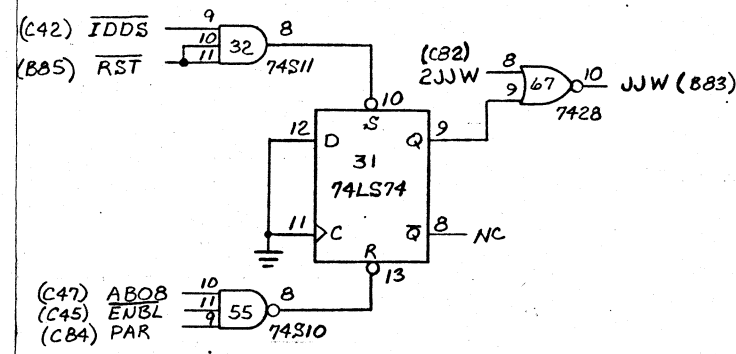 (C42) IDDS 9
10 32 8
(B85) RST 11 74S11
(C82) 8
2JJW 67 10 JJW (B83)
9 7428
10
S
12 D Q 9
31
74LS74
11 C Q 8 NC
R
13
(C47) AB08 10
(C45) ENBL 11 55 8
(C84) PAR 9 74S10